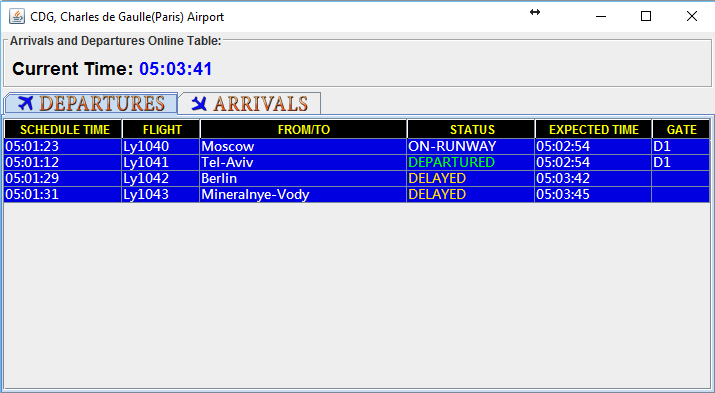 CDG, Charles de Gaulle(Paris) Airport
Arrivals and Departures Online Table:
Current Time: 05:03:41
DEPARTURES ARRIVALS
SCHEDULE TIME FLIGHT FROM/TO STATUS EXPECTED TIME GATE
05:01:23 Ly1040 Moscow ON-RUNWAY 05:02:54 D1
05:01:12 Ly1041 Tel-Aviv DEPARTURED 05:02:54 D1
05:01:29 Ly1042 Berlin DELAYED 05:03:42
05:01:31 Ly1043 Mineralnye-Vody DELAYED 05:03:45